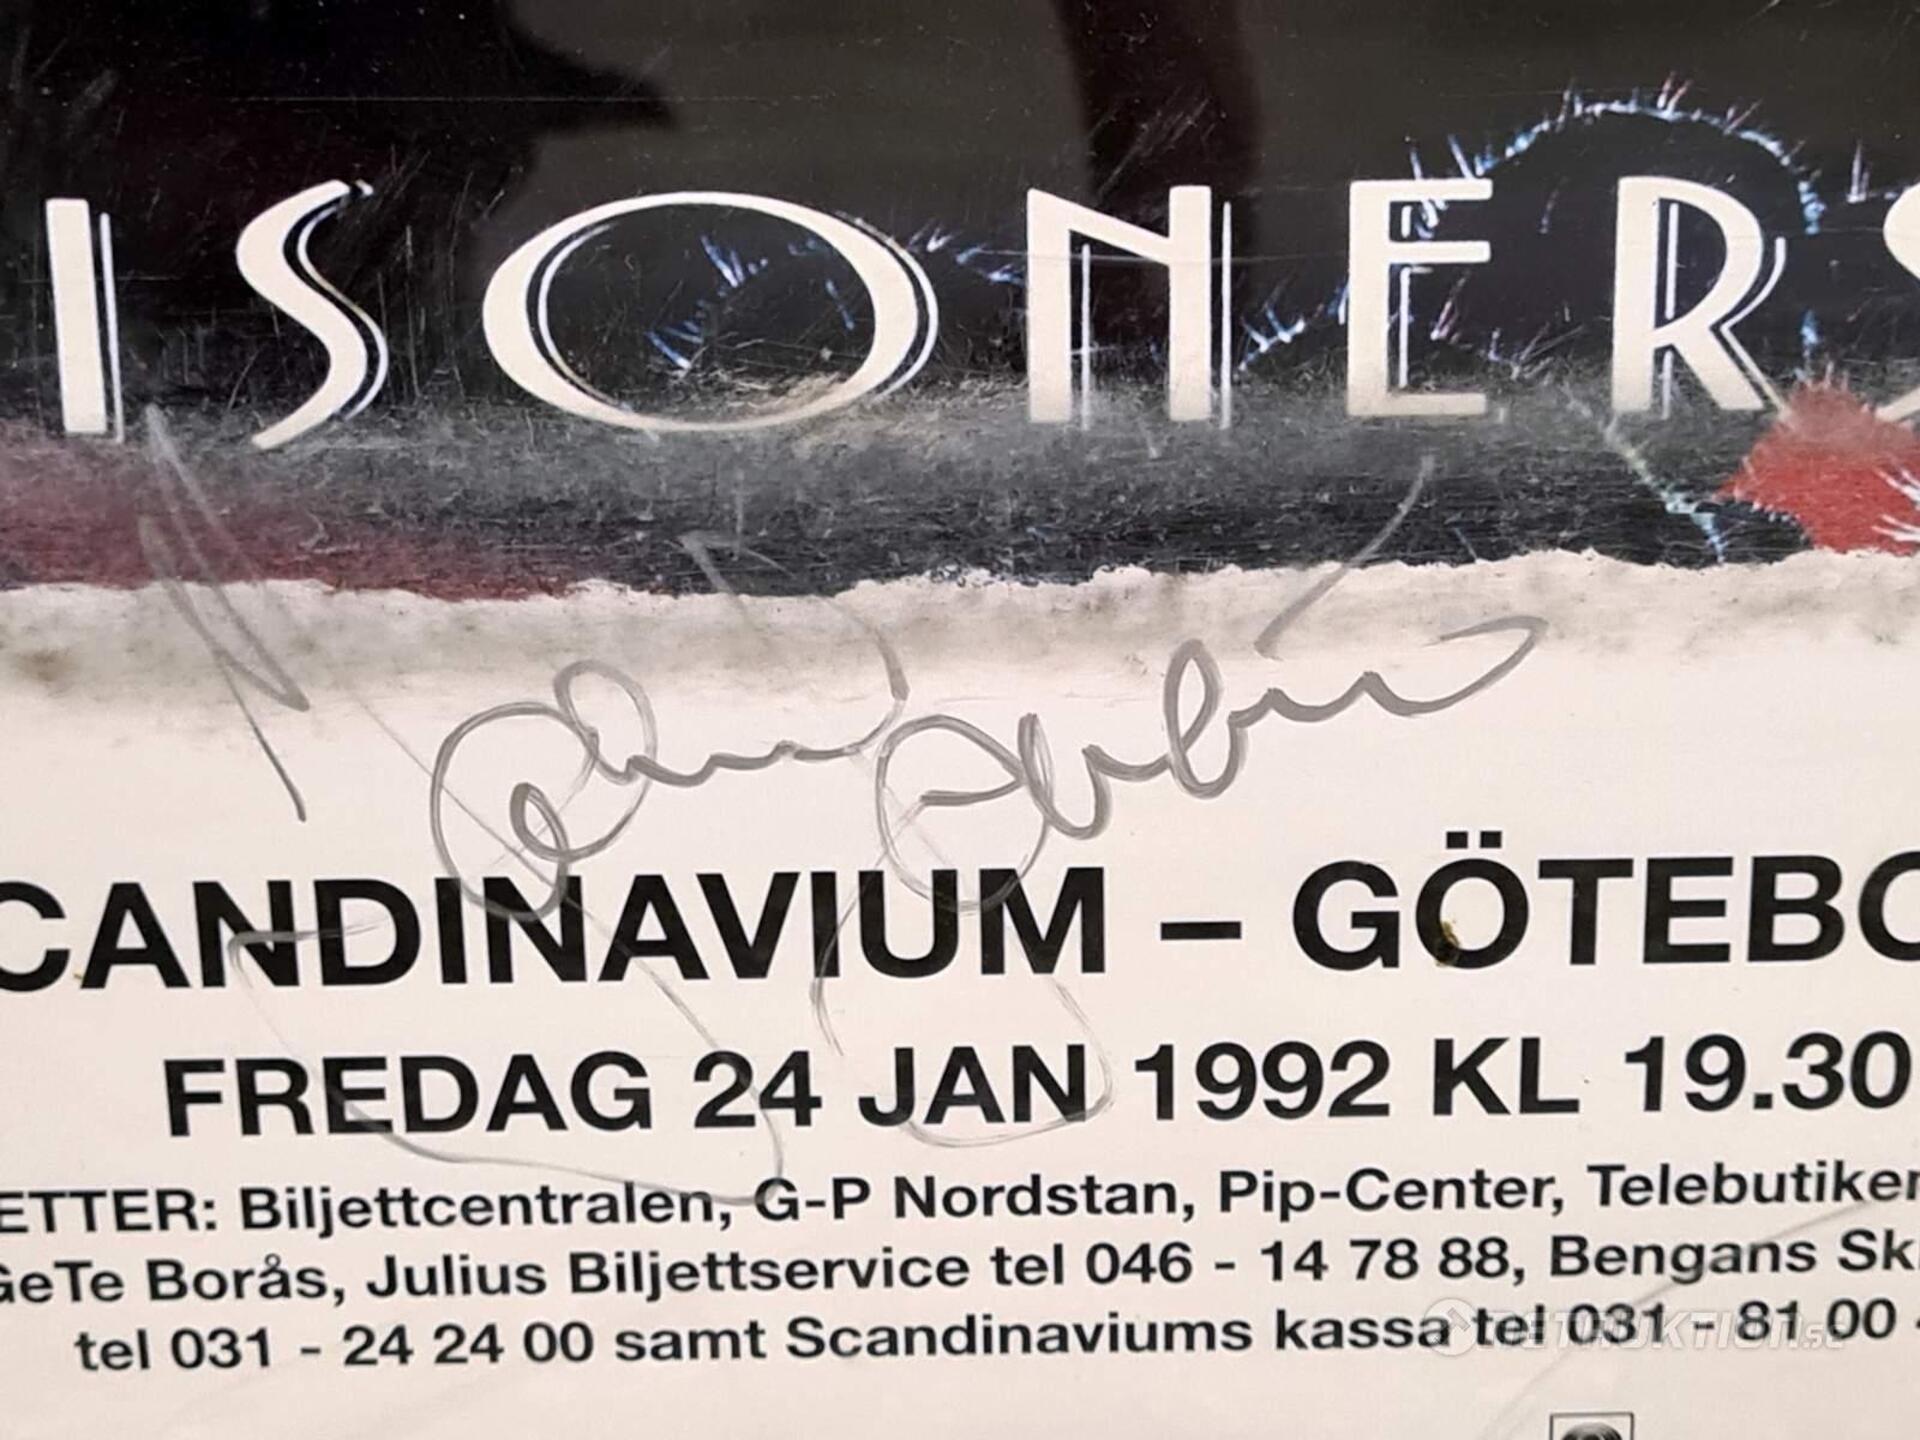 ISONERS
CANDINAVIUM – GÖTEBO
FREDAG 24 JAN 1992 KL 19.30
ETTER: Biljettcentralen, G-P Nordstan, Pip-Center, Telebutiken
GeTe Borås, Julius Biljettservice tel 046 - 14 78 88, Bengans Sk
tel 031 - 24 24 00 samt Scandinaviums kassa tel 031 - 81 00